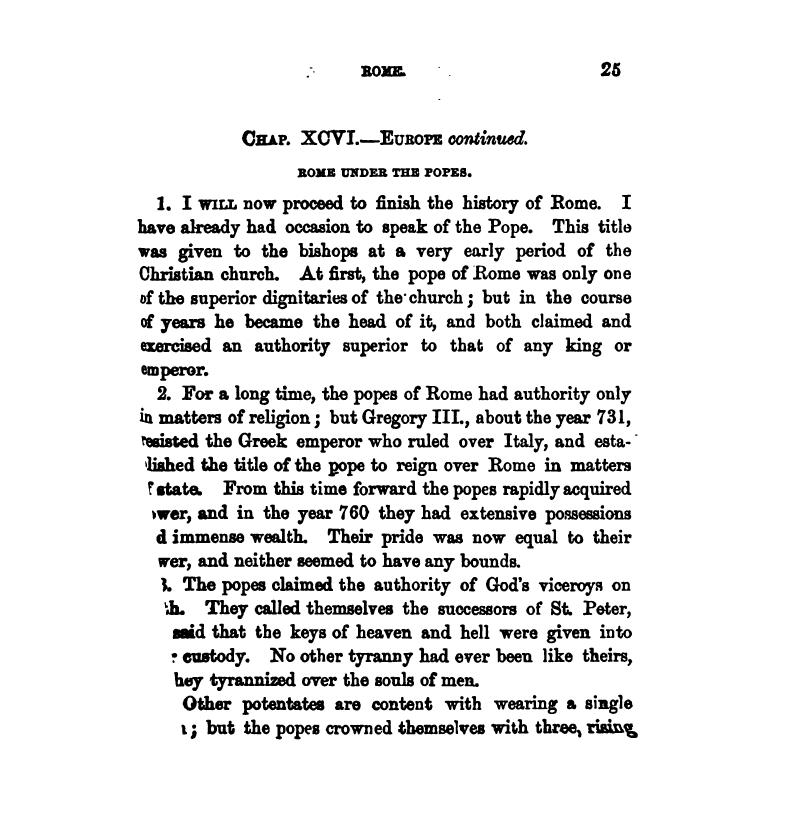 ROME. 25
CHAP. XCVI.—EUROPE continued.
ROME UNDER THE POPES.
1. I WILL now proceed to finish the history of Rome. I
have already had occasion to speak of the Pope. This title
was given to the bishops at a very early period of the
Christian church. At first, the pope of Rome was only one
of the superior dignitaries of the church; but in the course
of years he became the head of it, and both claimed and
exercised an authority superior to that of any king or
emperor.
2. For a long time, the popes of Rome had authority only
in matters of religion; but Gregory III., about the year 731,
resisted the Greek emperor who ruled over Italy, and esta-
lished the title of the pope to reign over Rome in matters
f state. From this time forward the popes rapidly acquired
wer, and in the year 760 they had extensive possessions
d immense wealth. Their pride was now equal to their
wer, and neither seemed to have any bounds.
3. The popes claimed the authority of God's viceroys on
h. They called themselves the successors of St. Peter,
said that the keys of heaven and hell were given into
custody. No other tyranny had ever been like theirs,
hey tyrannized over the souls of men.
Other potentates are content with wearing a single
; but the popes crowned themselves with three, rising